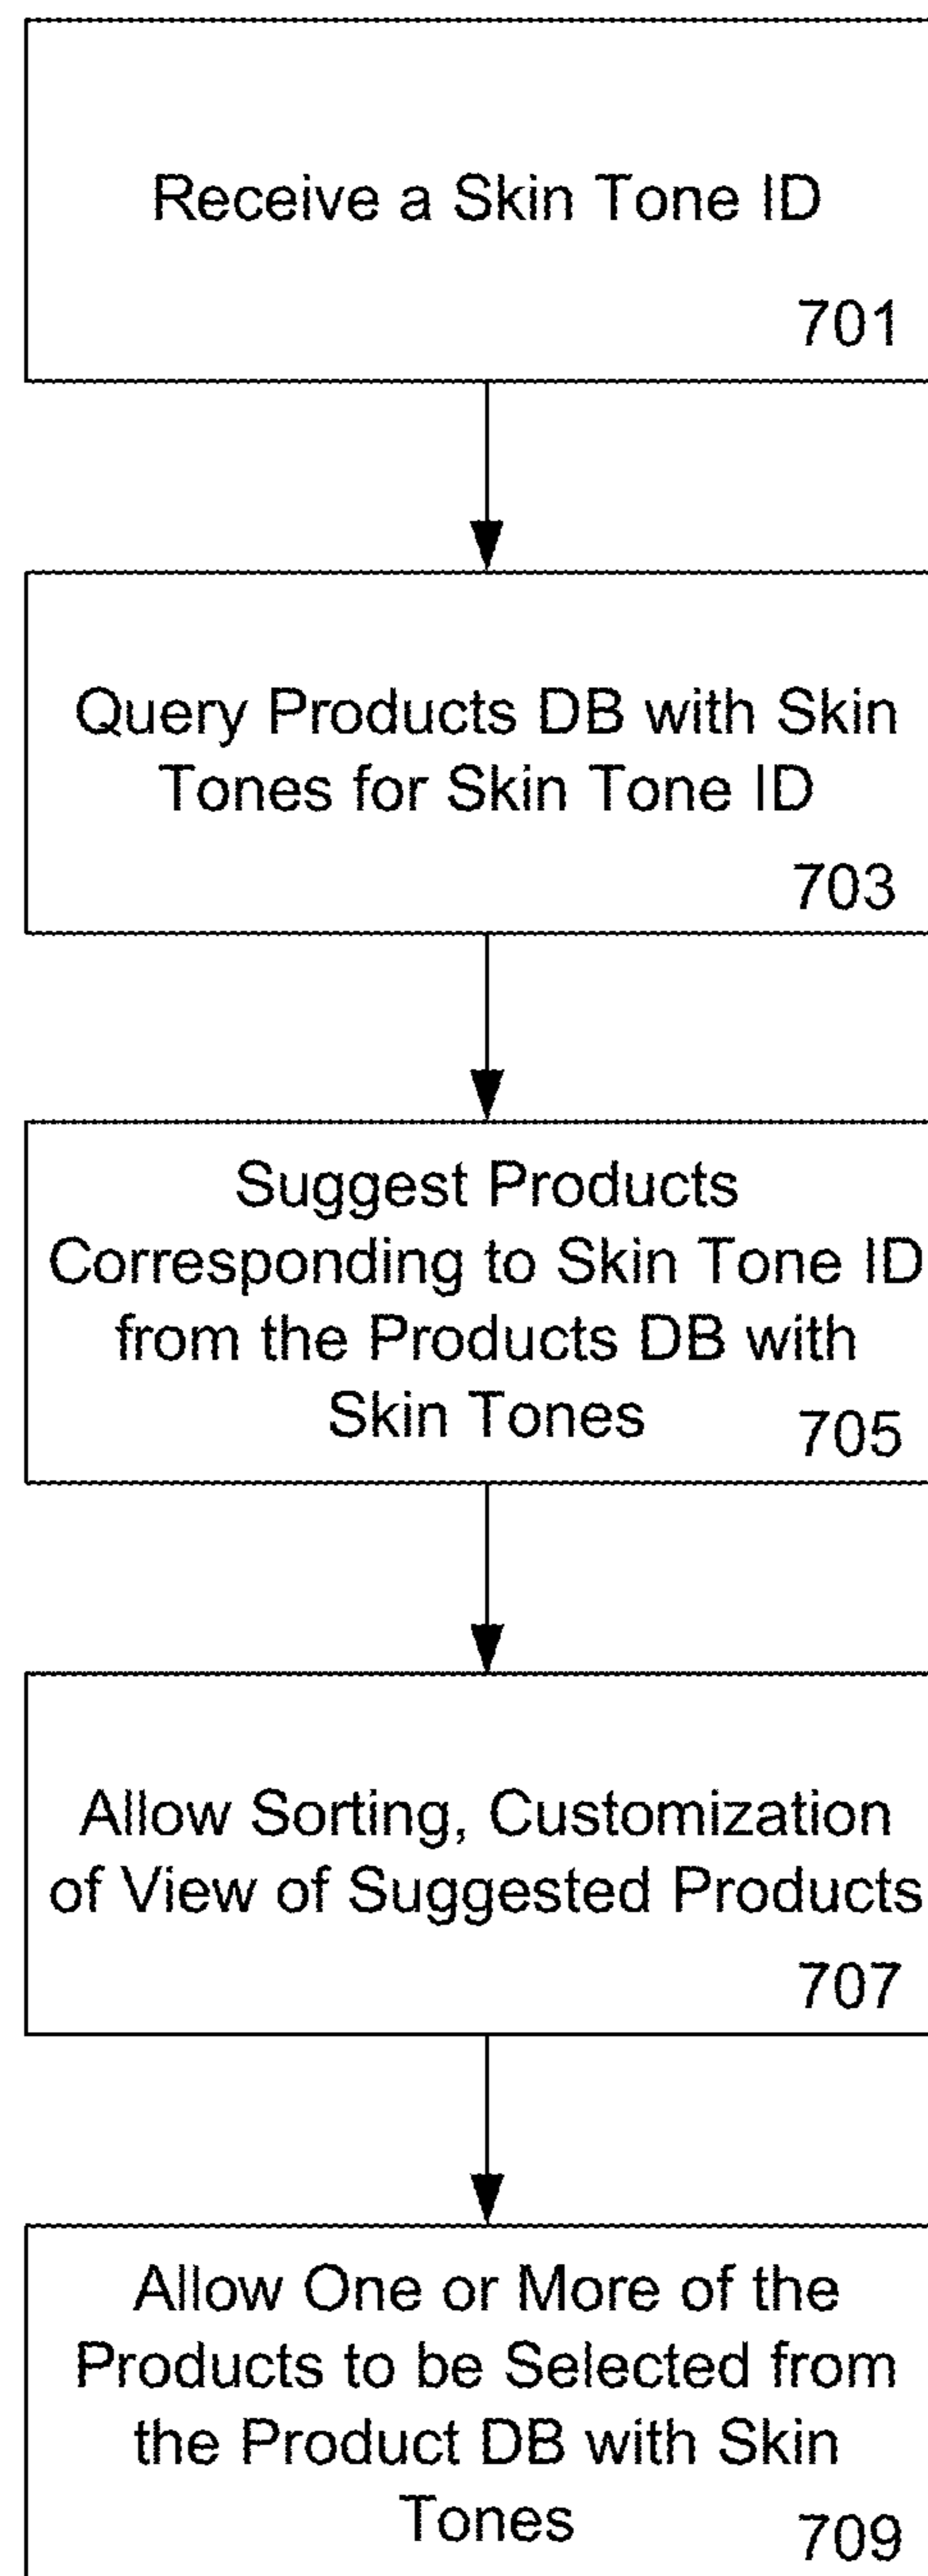 Receive a Skin Tone ID
701
Query Products DB with Skin
Tones for Skin Tone ID
703
Suggest Products
Corresponding to Skin Tone ID
from the Products DB with
Skin Tones 705
Allow Sorting, Customization
of View of Suggested Products
707
Allow One or More of the
Products to be Selected from
the Product DB with Skin
Tones 709